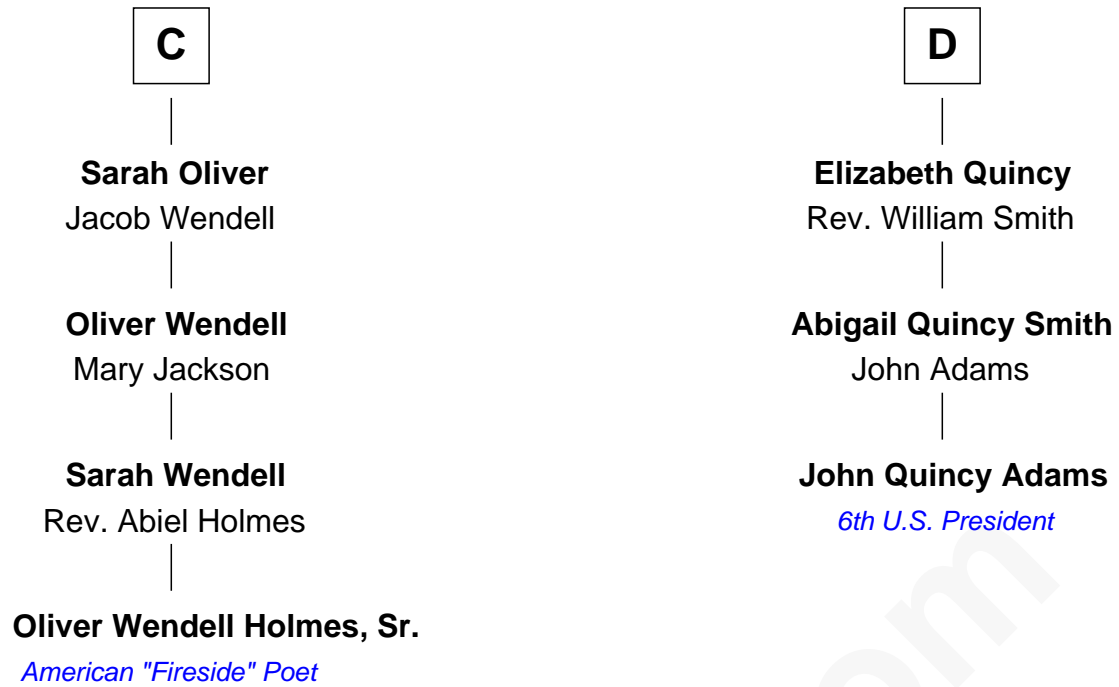 C
Sarah Oliver
Jacob Wendell
Oliver Wendell
Mary Jackson
Sarah Wendell
Rev. Abiel Holmes
Oliver Wendell Holmes, Sr.
American "Fireside" Poet
D
Elizabeth Quincy
Rev. William Smith
Abigail Quincy Smith
John Adams
John Quincy Adams
6th U.S. President
om